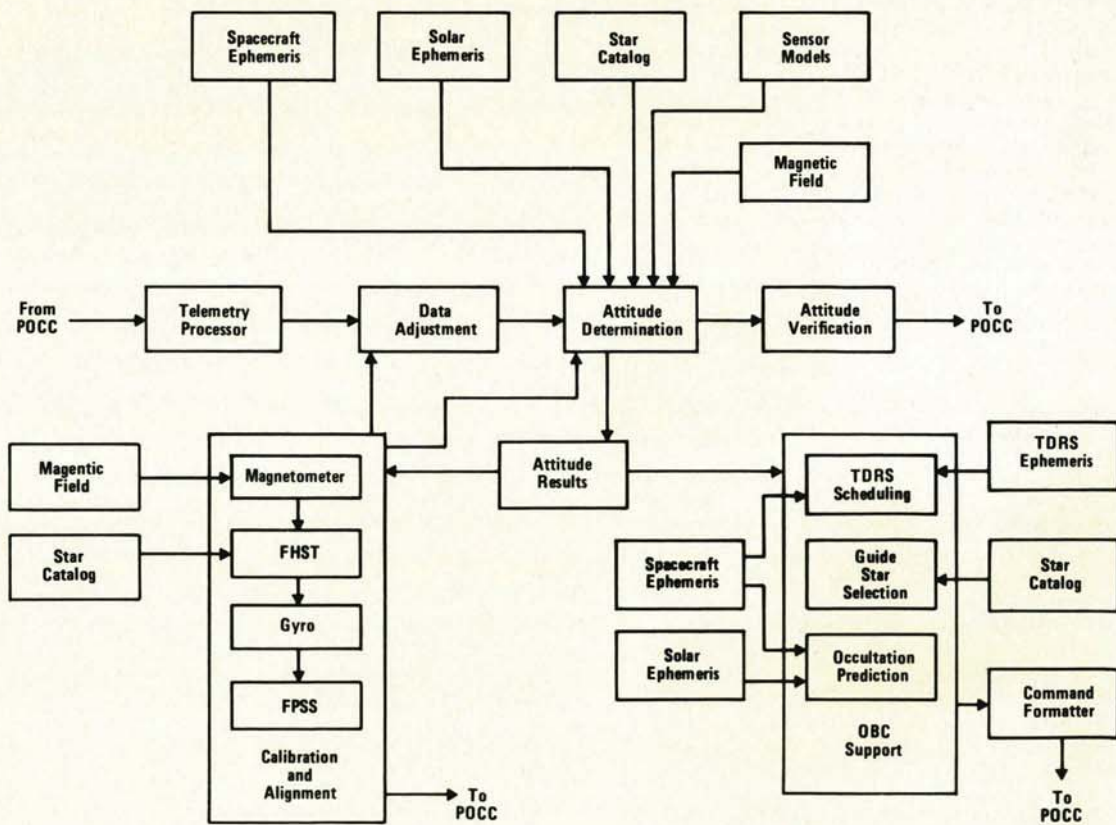 Spacecraft
Ephemeris
Solar
Ephemeris
Star
Catalog
Sensor
Models
Magnetic
Field
From
POCC
Telemetry
Processor
Data
Adjustment
Attitude
Determination
Attitude
Verification
To
POCC
Magentic
Field
Star
Catalog
Magnetometer
FHST
Gyro
FPSS
Calibration
and
Alignment
To
POCC
Attitude
Results
Spacecraft
Ephemeris
Solar
Ephemeris
TDRS
Scheduling
Guide
Star
Selection
Occultation
Prediction
OBC
Support
TDRS
Ephemeris
Star
Catalog
Command
Formatter
To
POCC